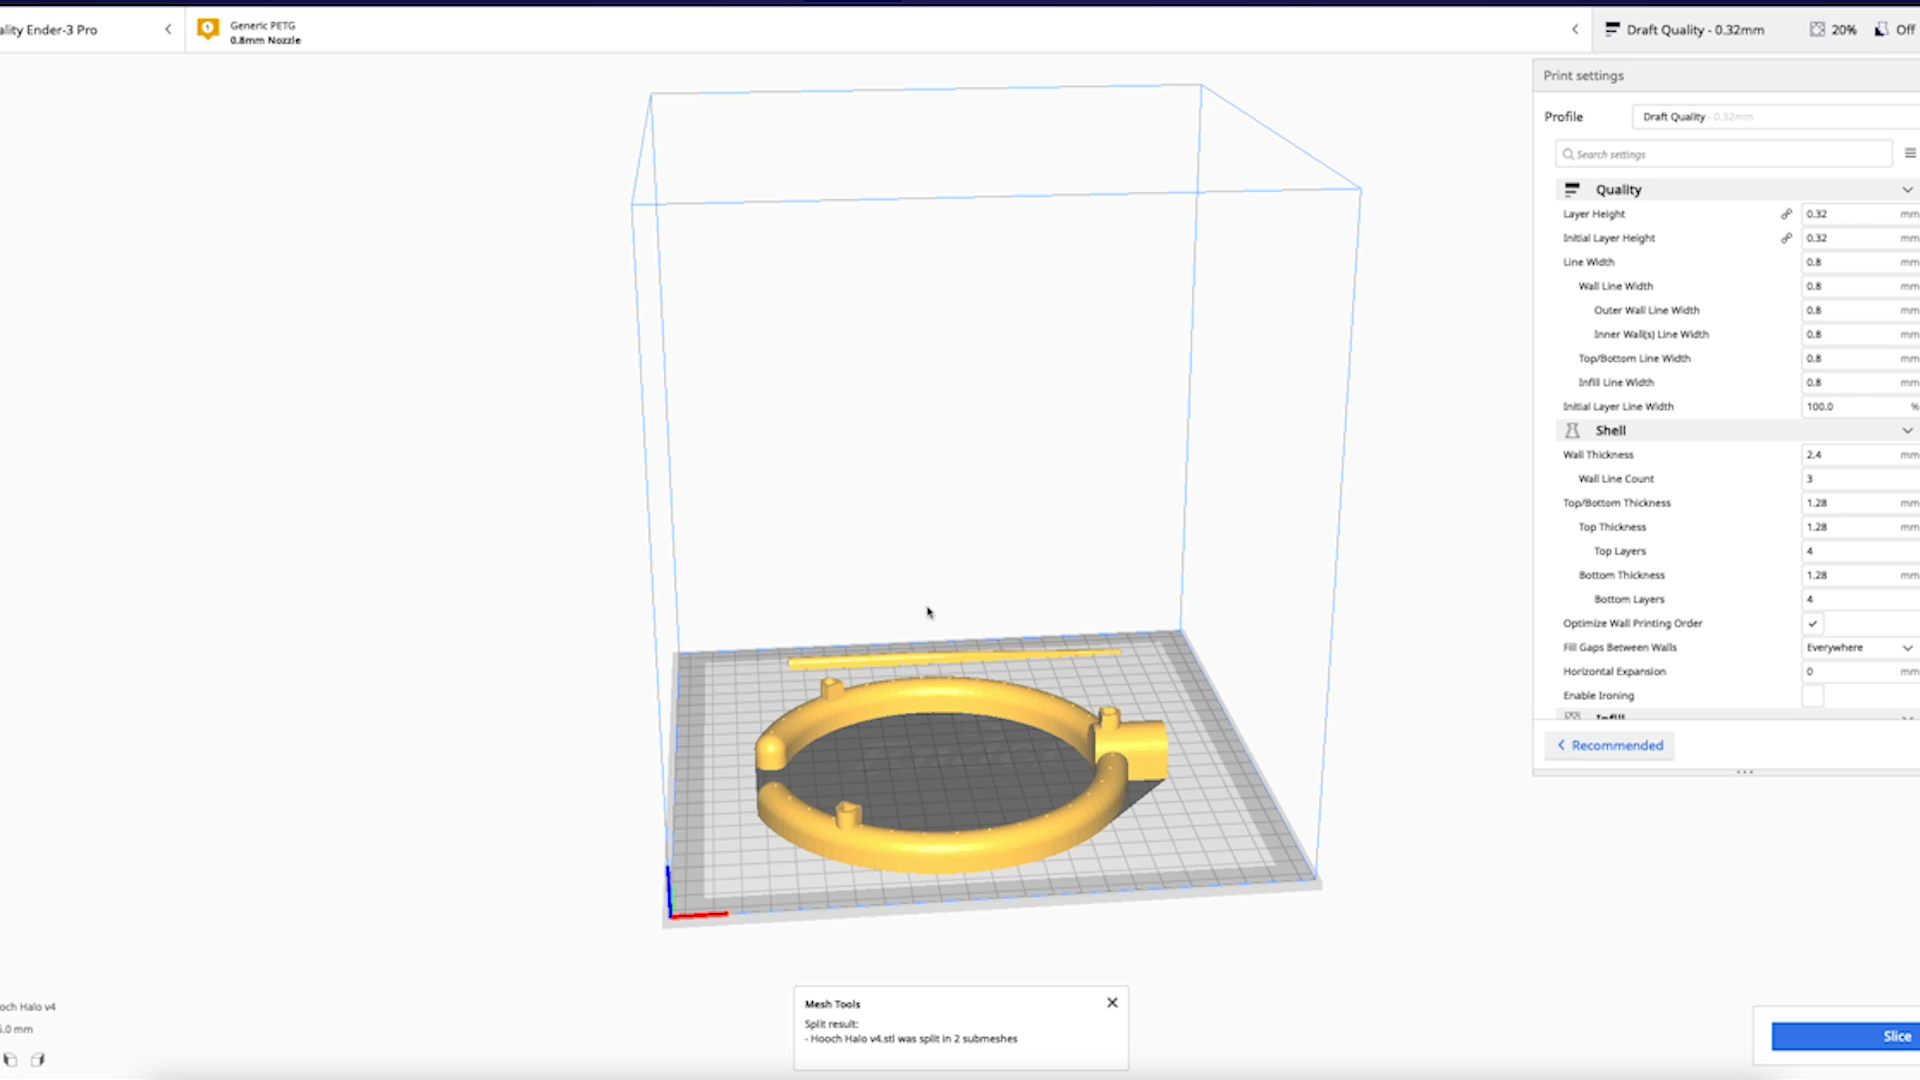 ality Ender-3 Pro
Generic PETG
0.8mm Nozzle
Draft Quality - 0.32mm
20%
Off
Print settings
Profile
Draft Quality - 0.32mm
Search settings
Quality
Layer Height 0.32 mm
Initial Layer Height 0.32 mm
Line Width 0.8 mm
Wall Line Width 0.8 mm
Outer Wall Line Width 0.8 mm
Inner Wall(s) Line Width 0.8 mm
Top/Bottom Line Width 0.8 mm
Infill Line Width 0.8 mm
Initial Layer Line Width 100.0 %
Shell
Wall Thickness 2.4 mm
Wall Line Count 3
Top/Bottom Thickness 1.28 mm
Top Thickness 1.28 mm
Top Layers 4
Bottom Thickness 1.28 mm
Bottom Layers 4
Optimize Wall Printing Order
Fill Gaps Between Walls Everywhere
Horizontal Expansion 0 mm
Enable Ironing
Infill
Recommended
och Halo v4
5.0 mm
Mesh Tools
Split result:
- Hooch Halo v4.stl was split in 2 submeshes
Slice